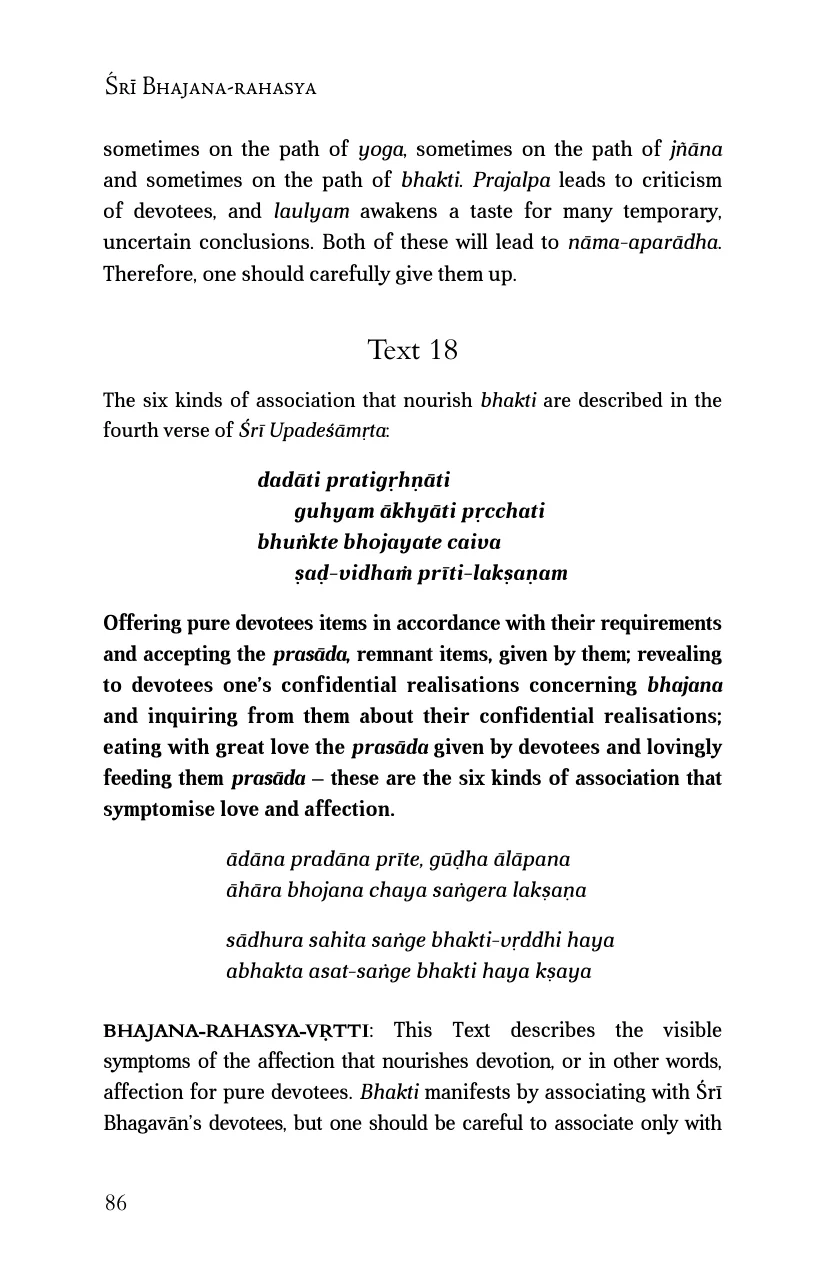 Śrī Bhajana-rahasya
sometimes on the path of yoga, sometimes on the path of jñāna
and sometimes on the path of bhakti. Prajalpa leads to criticism
of devotees, and laulyam awakens a taste for many temporary,
uncertain conclusions. Both of these will lead to nāma-aparādha.
Therefore, one should carefully give them up.
Text 18
The six kinds of association that nourish bhakti are described in the
fourth verse of Śrī Upadeśāmṛta:
dadāti pratigṛhṇāti
guhyam ākhyāti pṛcchati
bhuṅkte bhojayate caiva
ṣaḍ-vidhaṁ prīti-lakṣaṇam
Offering pure devotees items in accordance with their requirements
and accepting the prasāda, remnant items, given by them; revealing
to devotees one’s confidential realisations concerning bhajana
and inquiring from them about their confidential realisations;
eating with great love the prasāda given by devotees and lovingly
feeding them prasāda – these are the six kinds of association that
symptomise love and affection.
ādāna pradāna prīte, gūḍha ālāpana
āhāra bhojana chaya saṅgera lakṣaṇa
sādhura sahita saṅge bhakti-vṛddhi haya
abhakta asat-saṅge bhakti haya kṣaya
BHAJANA-RAHASYA-VṚTTI: This Text describes the visible
symptoms of the affection that nourishes devotion, or in other words,
affection for pure devotees. Bhakti manifests by associating with Śrī
Bhagavān’s devotees, but one should be careful to associate only with
86